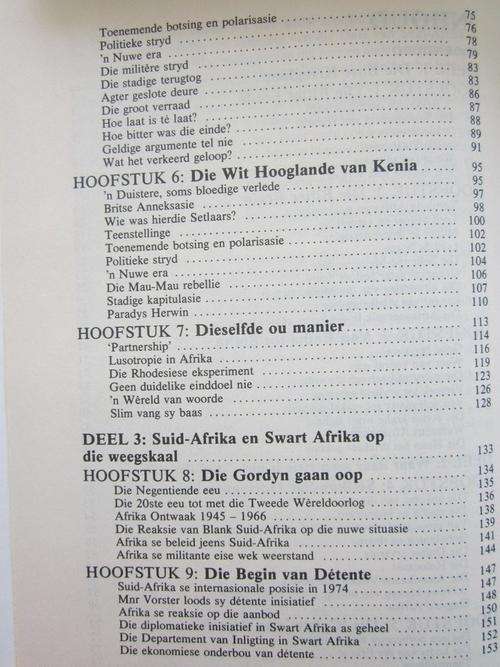 Toenemende botsing en polarisasie ..... 75
Politieke stryd ..... 76
'n Nuwe era ..... 78
Die militêre stryd ..... 79
Die stadige terugtog ..... 83
Agter geslote deure ..... 83
Die groot verraad ..... 86
Hoe laat is té laat? ..... 87
Hoe bitter was die einde? ..... 88
Geldige argumente tel nie ..... 89
Wat het verkeerd geloop? ..... 91
HOOFSTUK 6: Die Wit Hooglande van Kenia ..... 95
'n Duistere, soms bloedige verlede ..... 95
Britse Anneksasie ..... 97
Wie was hierdie Setlaars? ..... 98
Teenstellinge ..... 100
Toenemende botsing en polarisasie ..... 102
Politieke stryd ..... 102
'n Nuwe era ..... 104
Die Mau-Mau rebellie ..... 106
Stadige kapitulasie ..... 107
Paradys Herwin ..... 110
HOOFSTUK 7: Dieselfde ou manier ..... 113
'Partnership' ..... 114
Lusotropie in Afrika ..... 116
Die Rhodesiese eksperiment ..... 119
Geen duidelike einddoel nie ..... 123
'n Wêreld van woorde ..... 126
Slim vang sy baas ..... 128
DEEL 3: Suid-Afrika en Swart Afrika op
die weegskaal ..... 133
HOOFSTUK 8: Die Gordyn gaan oop ..... 134
Die Negentiende eeu ..... 135
Die 20ste eeu tot met die Tweede Wêreldoorlog ..... 136
Afrika Ontwaak 1945 – 1966 ..... 138
Die Reaksie van Blank Suid-Afrika op die nuwe situasie ..... 139
Afrika se beleid jeens Suid-Afrika ..... 141
Afrika se militante eise wek weerstand ..... 144
HOOFSTUK 9: Die Begin van Détente ..... 147
Suid-Afrika se internasionale posisie in 1974 ..... 147
Mnr Vorster loods sy détente inisiatief ..... 148
Afrika se reaksie op die aanbod ..... 150
Die diplomatieke inisiatief in Swart Afrika as geheel ..... 151
Die Departement van Inligting in Swart Afrika ..... 152
Die ekonomiese onderbou van détente ..... 153